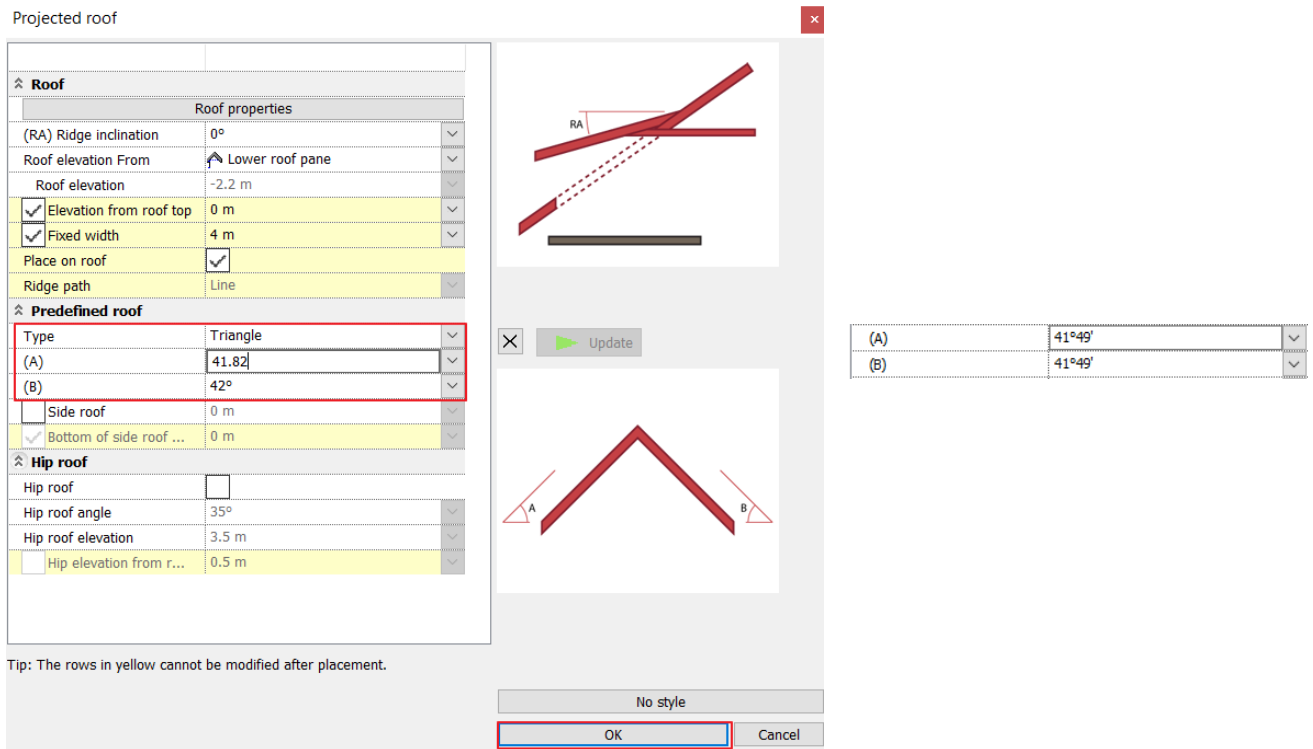 Projected roof
Roof
Roof properties
(RA) Ridge inclination 0°
Roof elevation From Lower roof pane
Roof elevation -2.2 m
Elevation from roof top 0 m
Fixed width 4 m
Place on roof
Ridge path Line
Predefined roof
Type Triangle
(A) 41.82
(B) 42°
Side roof 0 m
Bottom of side roof ... 0 m
Hip roof
Hip roof
Hip roof angle 35°
Hip roof elevation 3.5 m
Hip elevation from r... 0.5 m
Tip: The rows in yellow cannot be modified after placement.
RA
Update
A B
No style
OK Cancel
(A) 41°49'
(B) 41°49'